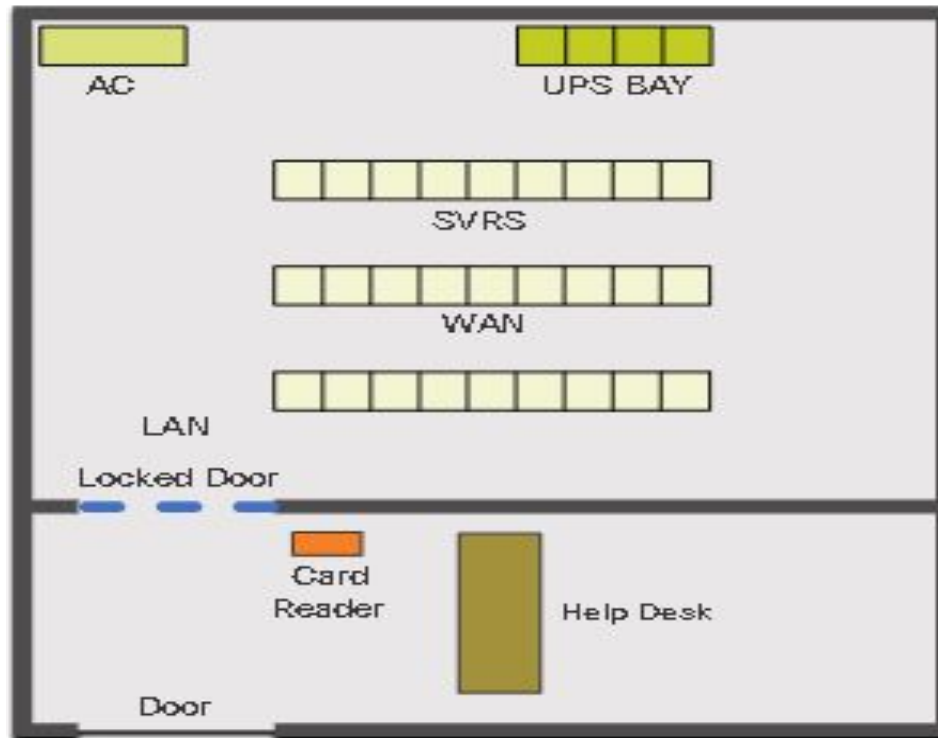 AC
UPS BAY
SVRS
WAN
LAN
Locked Door
Card
Reader
Help Desk
Door